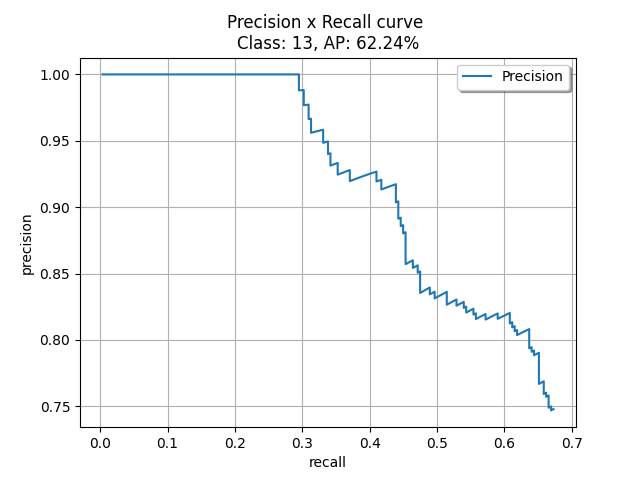 Precision x Recall curve
Class: 13, AP: 62.24%
Precision
1.00
0.95
0.90
0.85
0.80
0.75
precision
0.0 0.1 0.2 0.3 0.4 0.5 0.6 0.7
recall